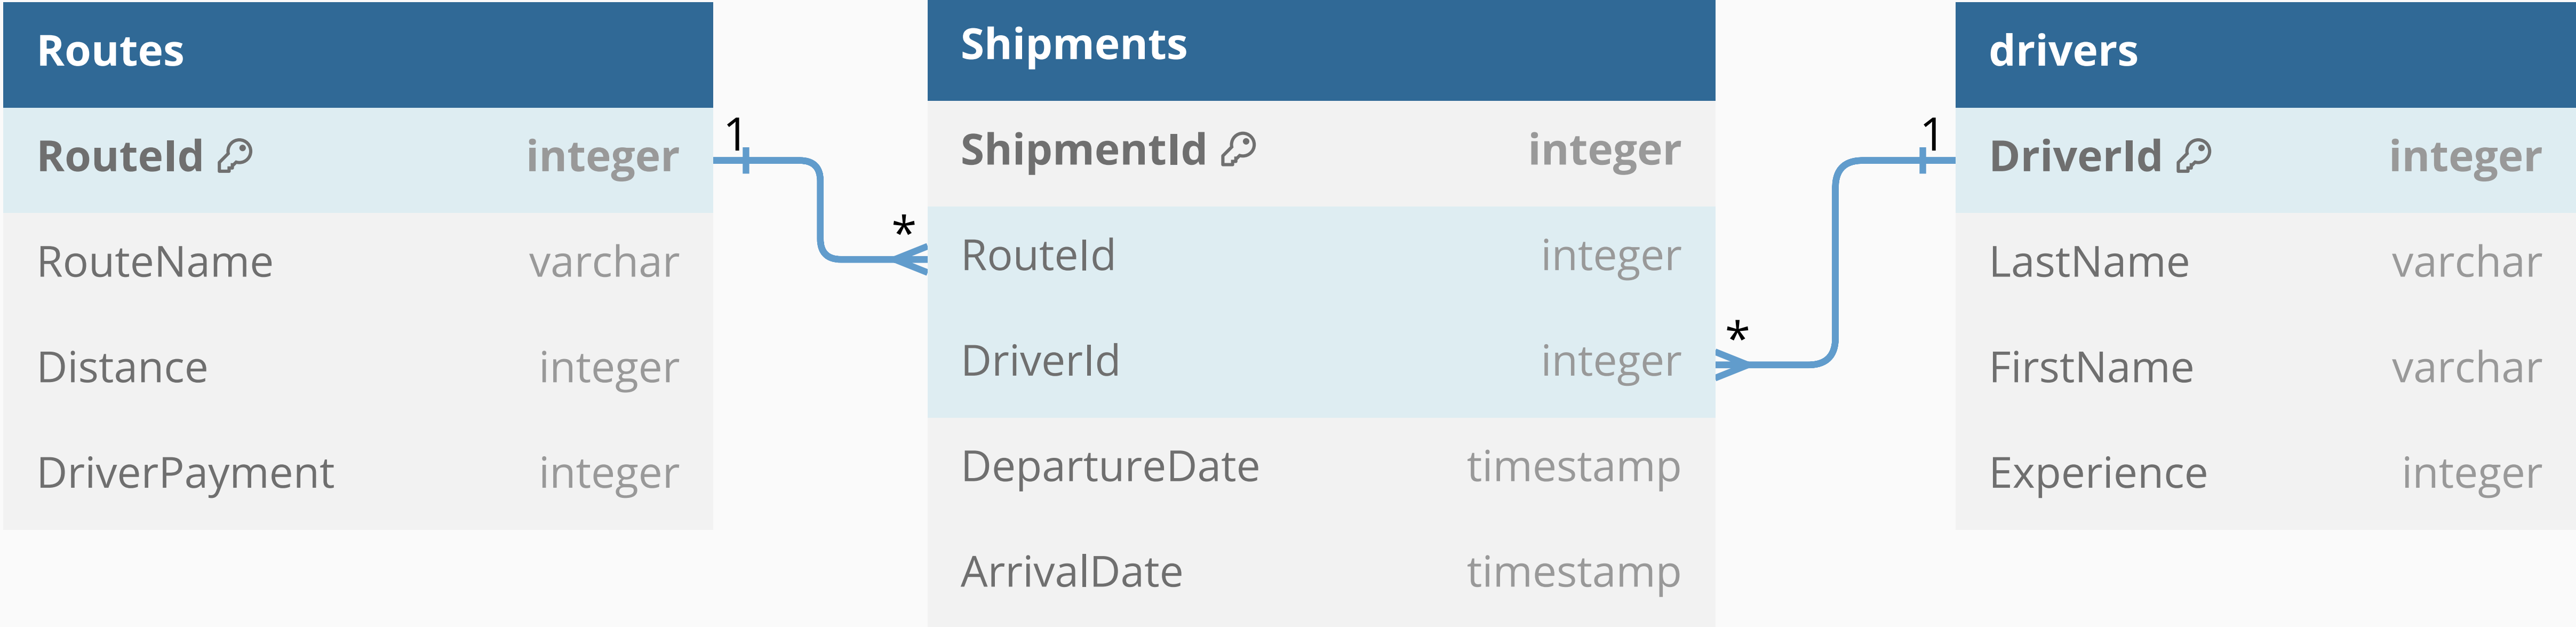 Routes
RouteId integer
RouteName varchar
Distance integer
DriverPayment integer
1
*
Shipments
ShipmentId integer
RouteId integer
DriverId integer
DepartureDate timestamp
ArrivalDate timestamp
*
1
drivers
DriverId integer
LastName varchar
FirstName varchar
Experience integer